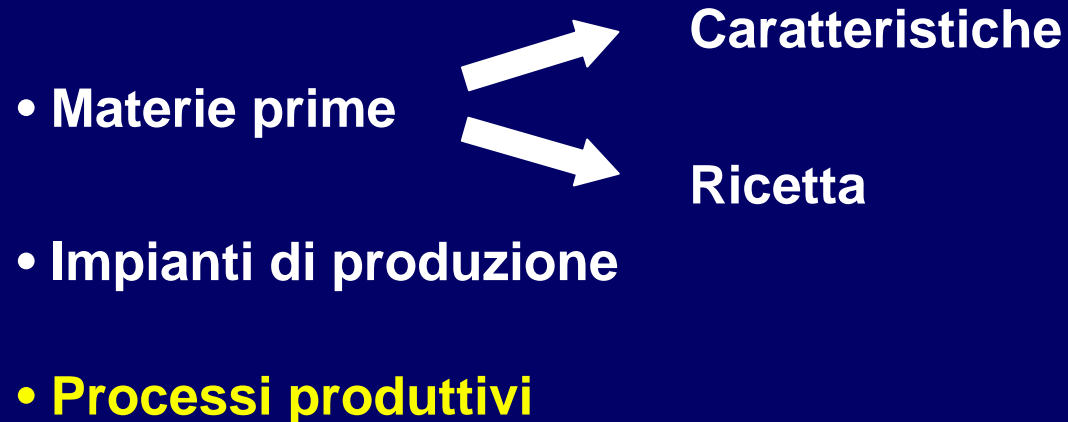 Caratteristiche
• Materie prime
Ricetta
• Impianti di produzione
• Processi produttivi